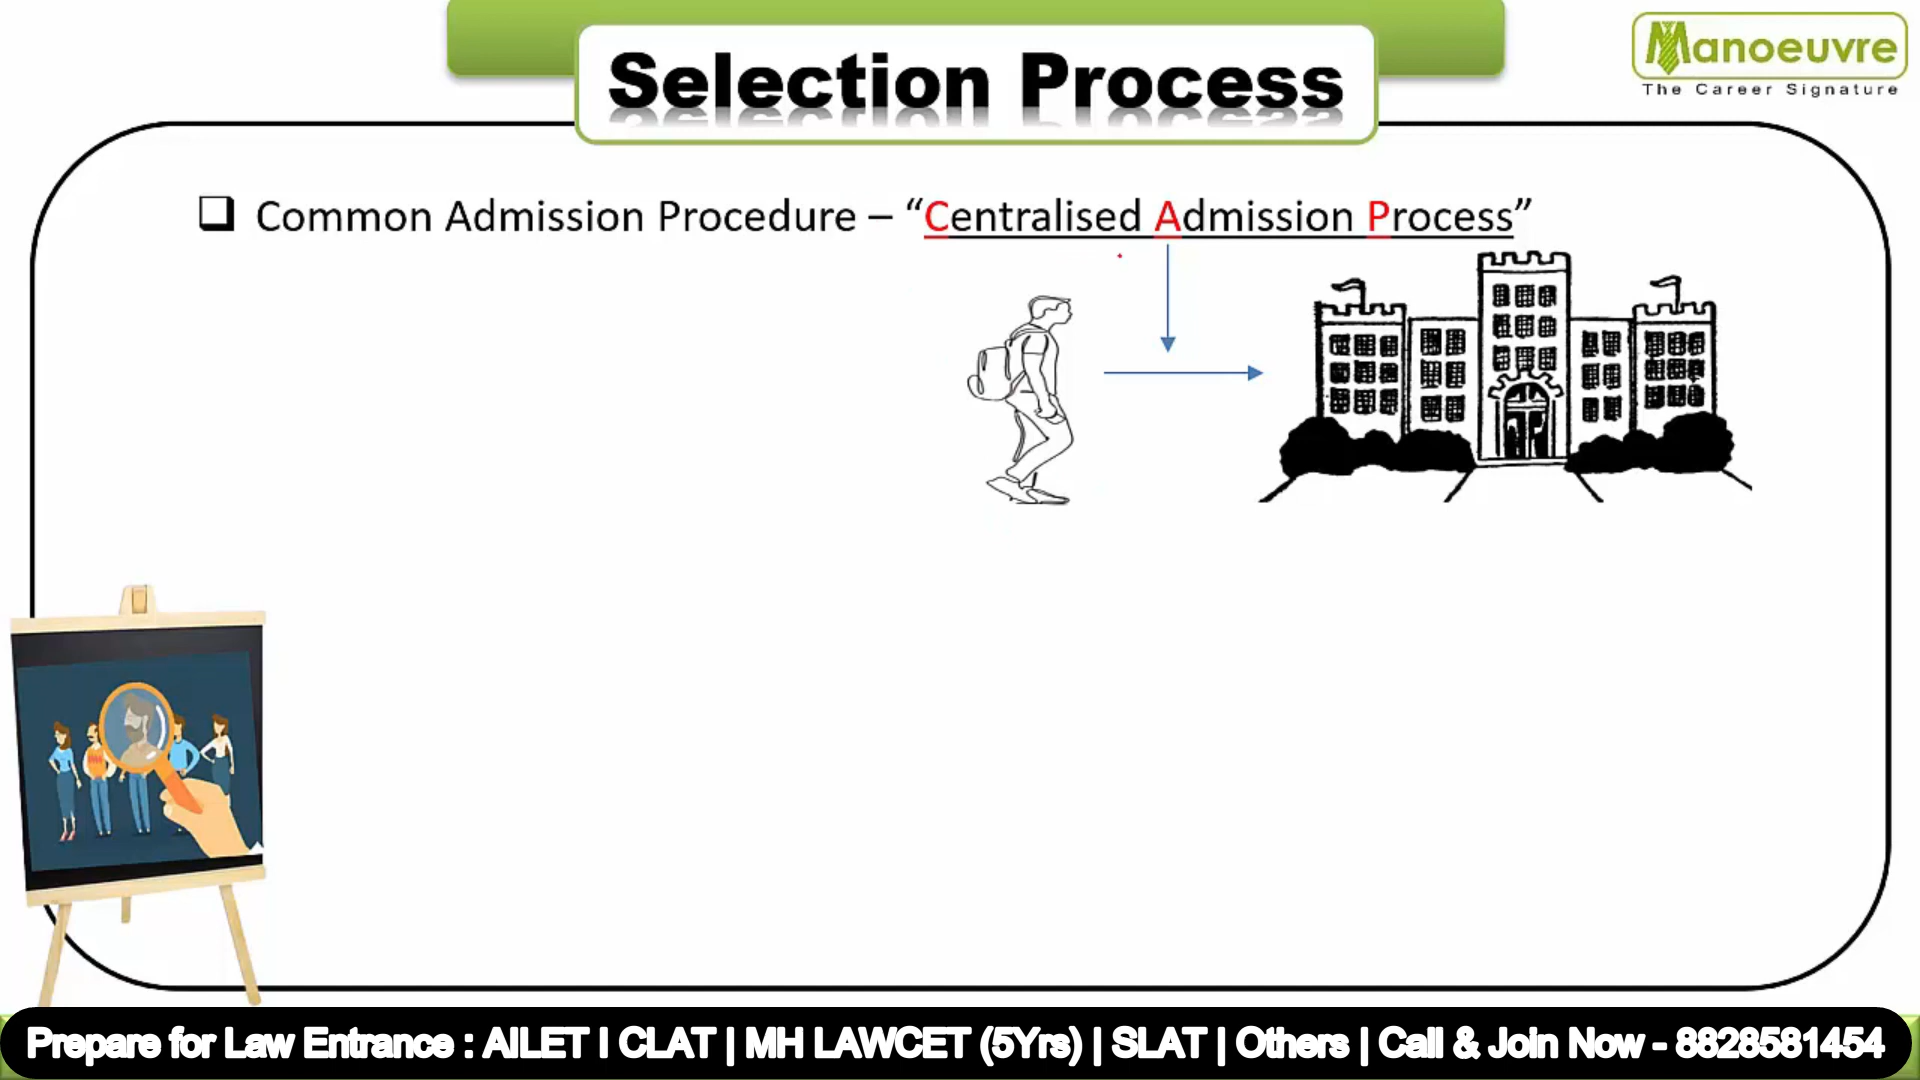 Selection Process
Manoeuvre
The Career Signature
Common Admission Procedure – “Centralised Admission Process”
Prepare for Law Entrance : AILET I CLAT | MH LAWCET (5Yrs) | SLAT | Others | Call & Join Now - 8828581454